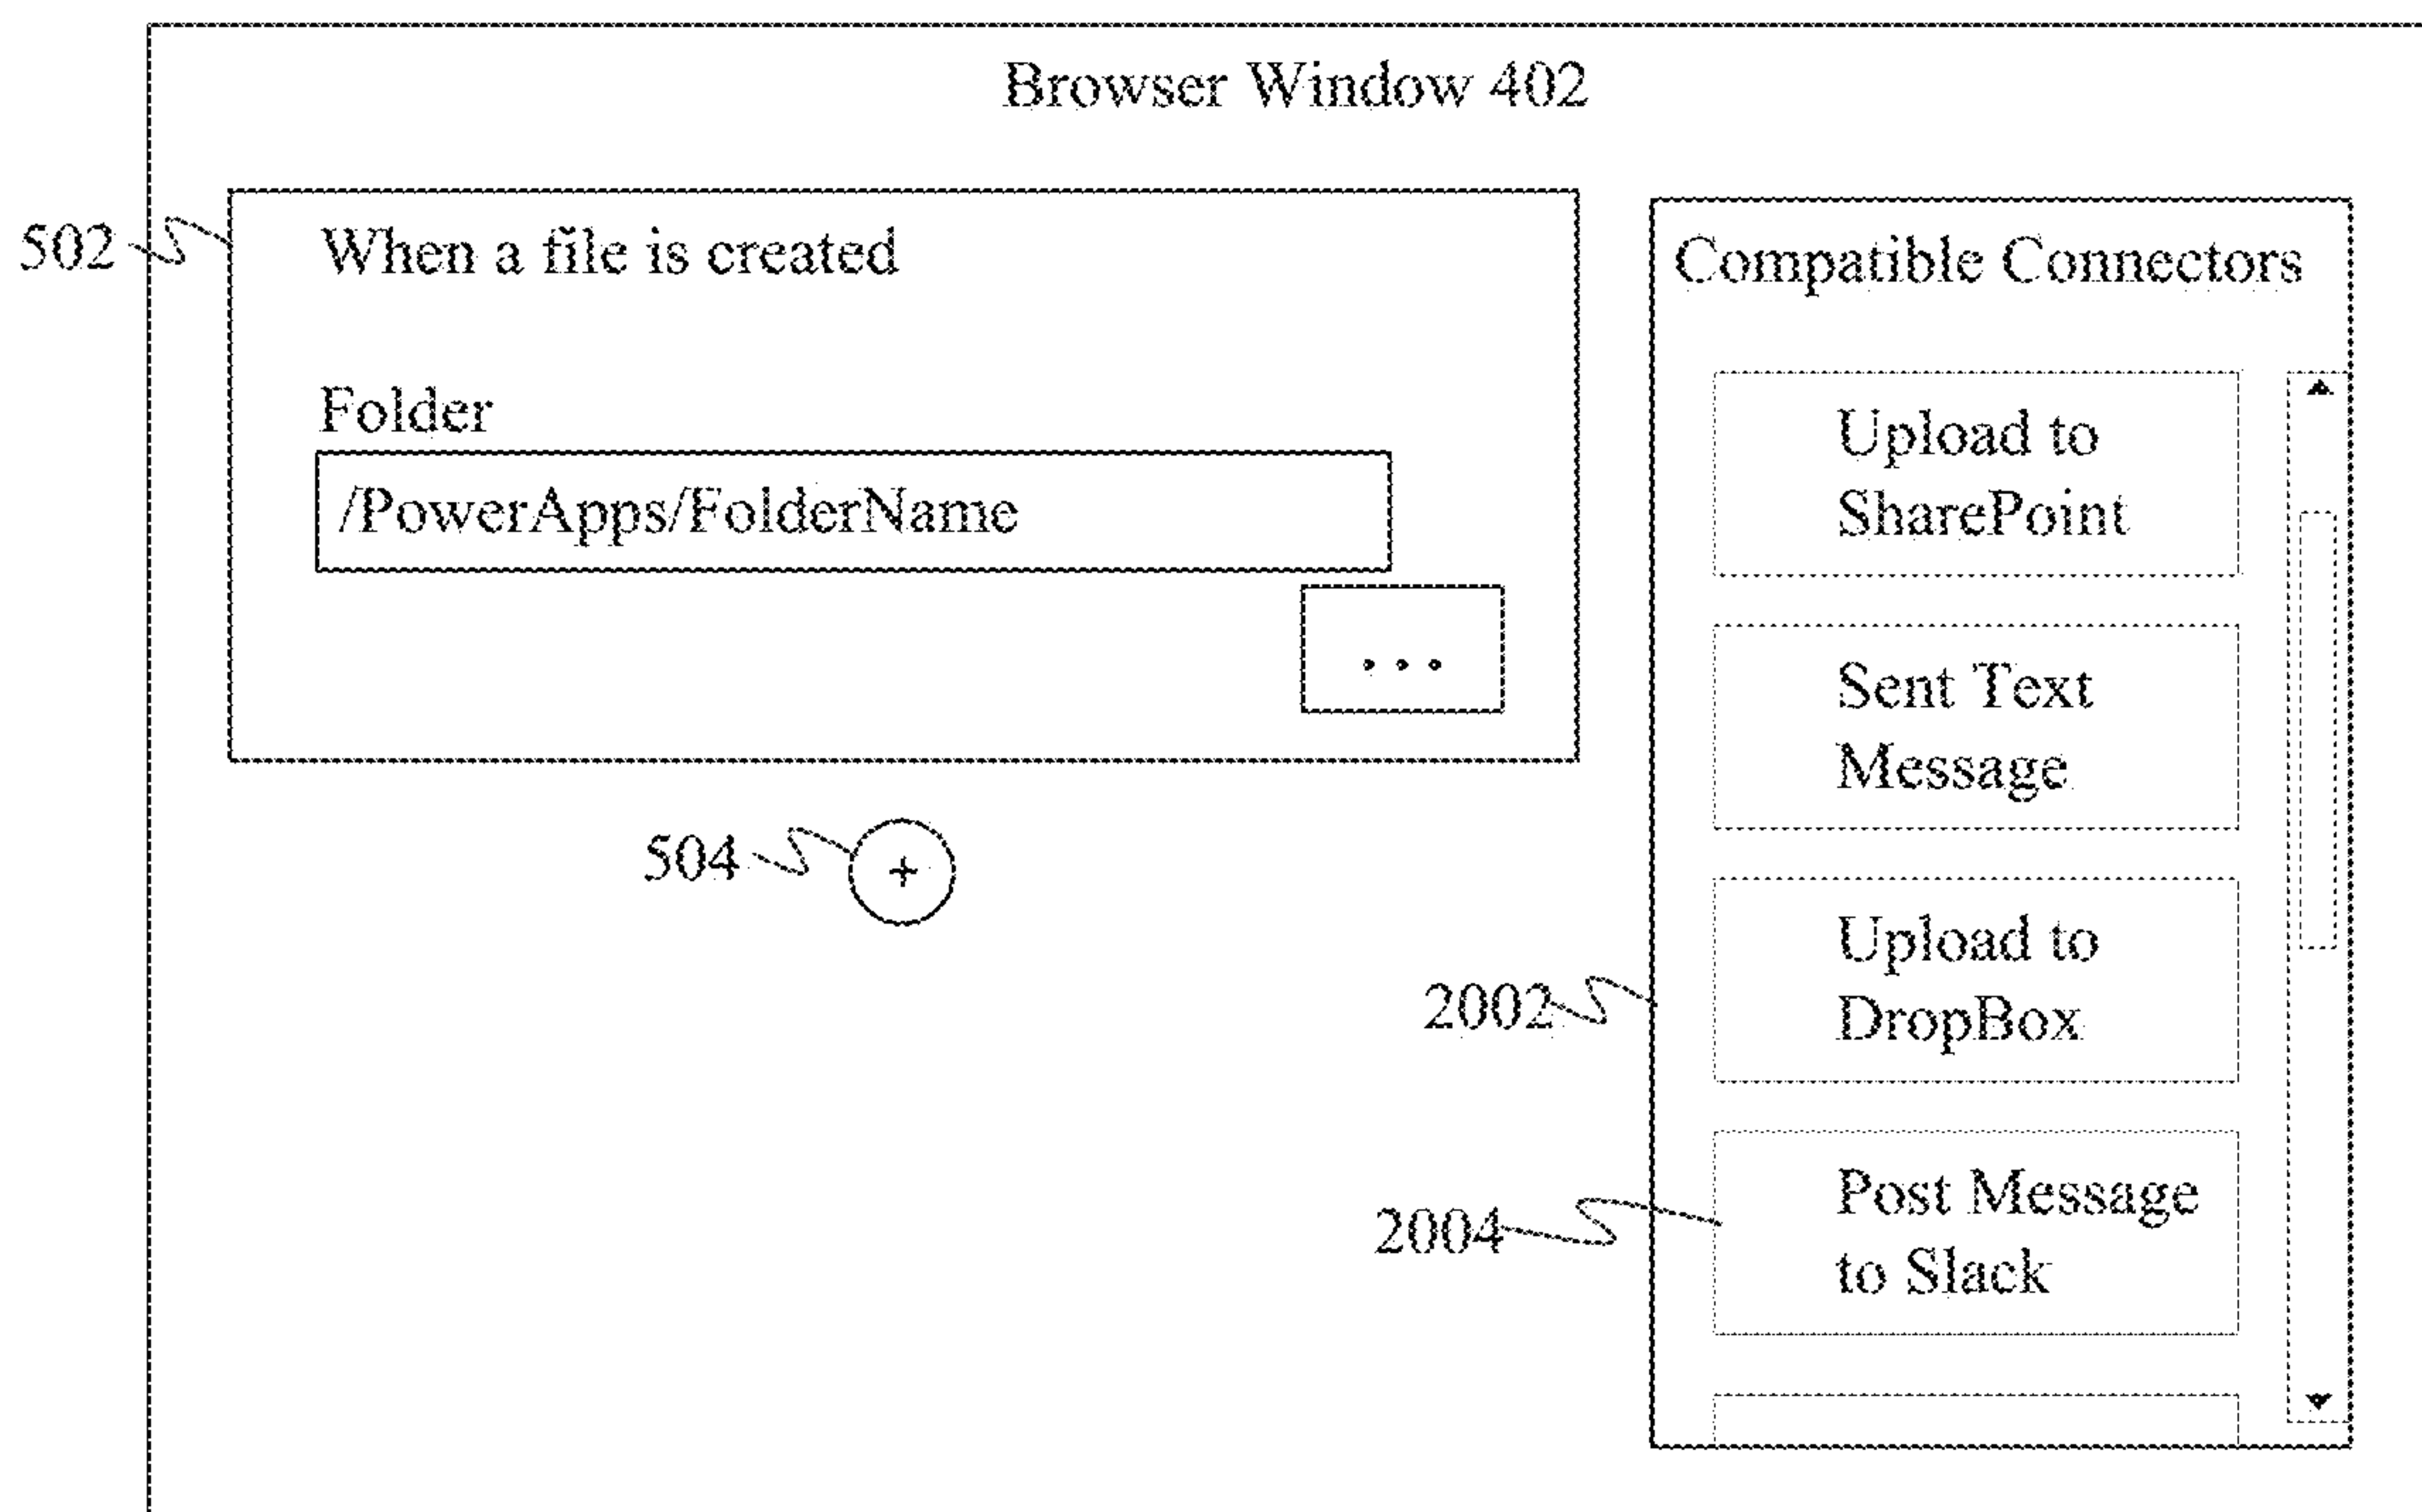 Browser Window 402
502
When a file is created
Folder
/PowerApps/FolderName
...
504
+
Compatible Connectors
Upload to
SharePoint
Sent Text
Message
Upload to
DropBox
2002
Post Message
to Slack
2004